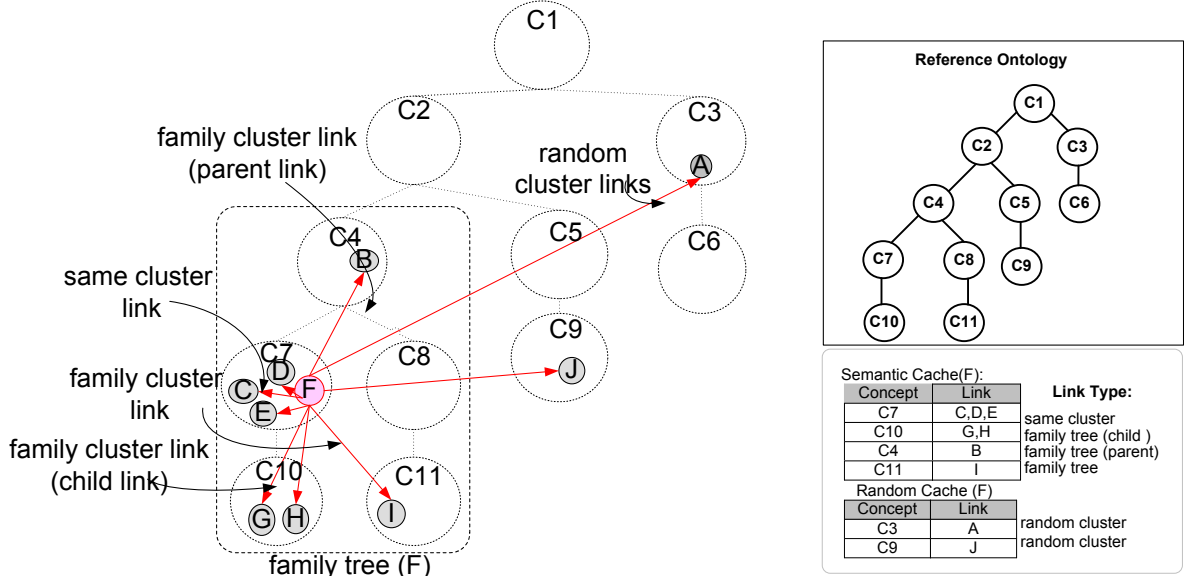 C1
C2
C3
family cluster link
(parent link)
random
cluster links
A
C4
B
C5
C6
same cluster
link
C7
D
C
E
F
C8
C9
J
family cluster
link
family cluster link
(child link)
C10
G
H
C11
I
family tree (F)
Reference Ontology
C1
C2
C3
C4
C5
C6
C7
C8
C9
C10
C11
Semantic Cache(F):
Concept Link Link Type:
C7 C,D,E same cluster
C10 G,H family tree (child )
C4 B family tree (parent)
C11 I family tree
Random Cache (F)
Concept Link
C3 A random cluster
C9 J random cluster